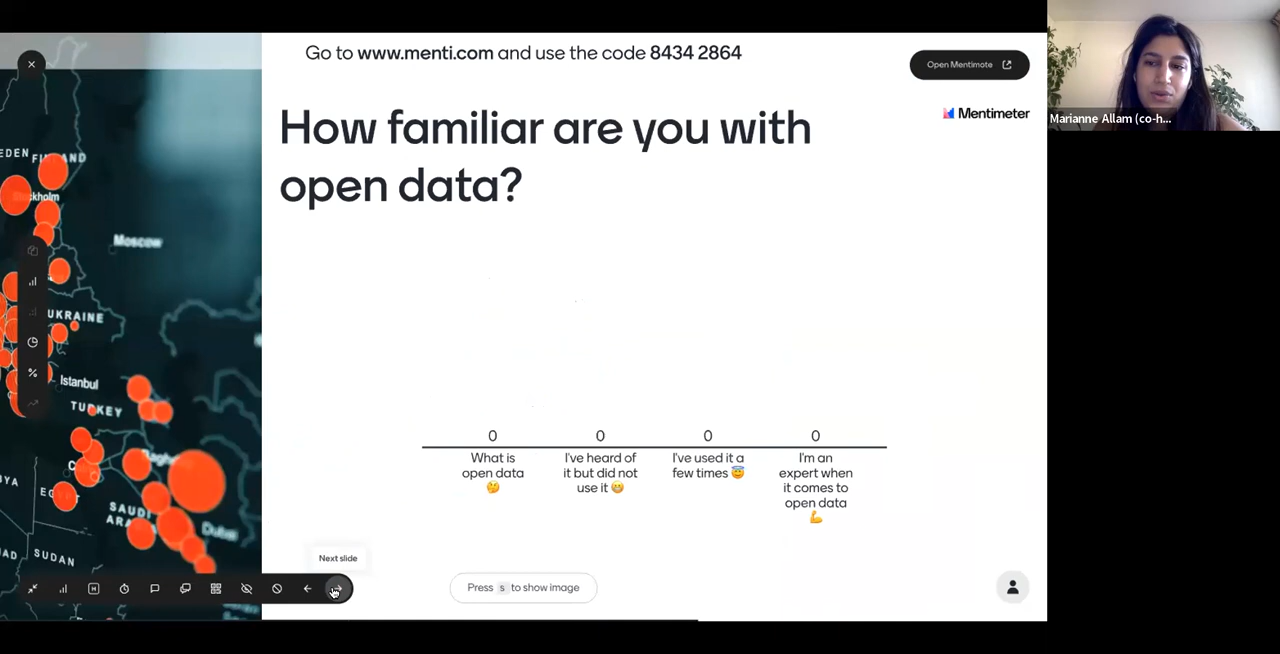 Go to www.menti.com and use the code 8434 2864
Open Mentimote
Mentimeter
Marianne Allam (co-h...
How familiar are you with
open data?
EDEN
FINLAND
Moscow
UKRAINE
Istanbul
TURKEY
SAUDI
Dubai
SUDAN
0
0
0
0
What is
open data
🤔
I've heard of
it but did not
use it 😁
I've used it a
few times 😇
I'm an
expert when
it comes to
open data
💪
Next slide
Press s to show image